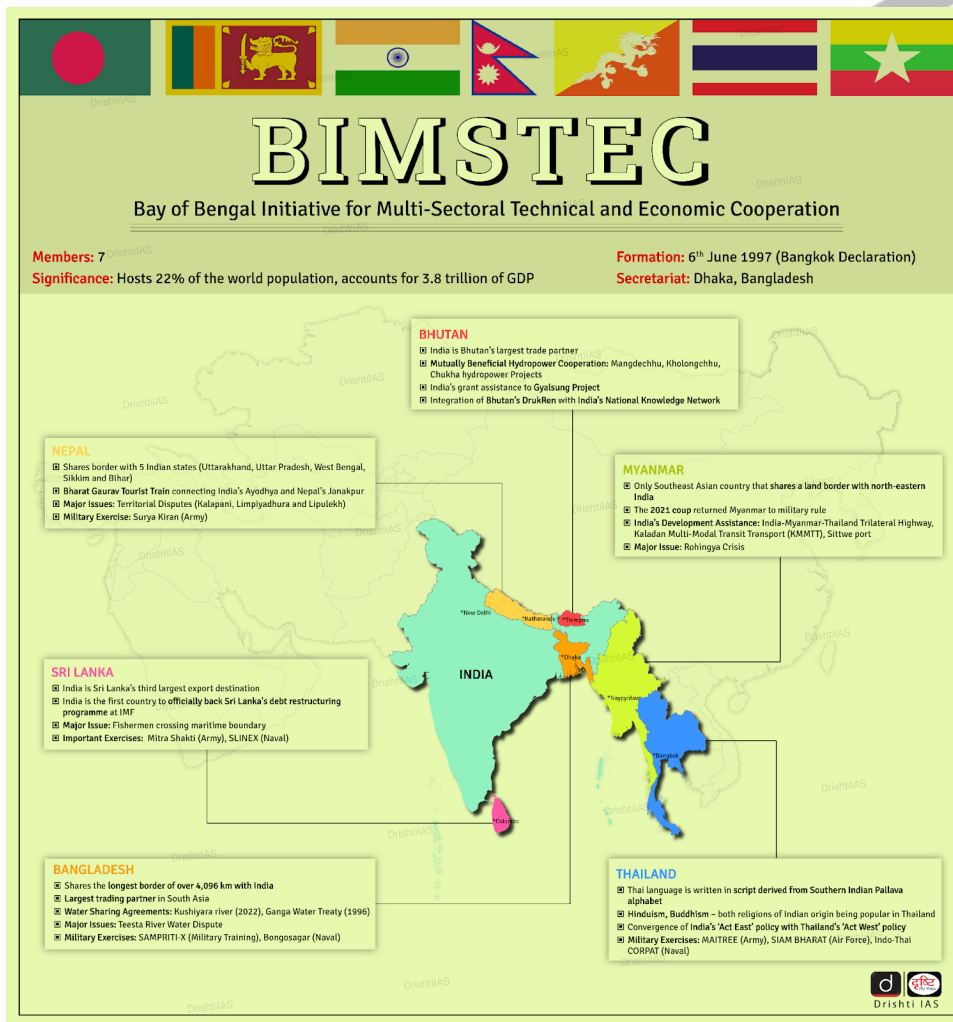 BIMSTEC
Bay of Bengal Initiative for Multi-Sectoral Technical and Economic Cooperation
Members: 7
Significance: Hosts 22% of the world population, accounts for 3.8 trillion of GDP
Formation: 6th June 1997 (Bangkok Declaration)
Secretariat: Dhaka, Bangladesh
BHUTAN
India is Bhutan's largest trade partner
Mutually Beneficial Hydropower Cooperation: Mangdechhu, Kholongchhu,
Chukha hydropower Projects
India's grant assistance to Gyalsung Project
Integration of Bhutan's DrukRen with India's National Knowledge Network
NEPAL
Shares border with 5 Indian states (Uttarakhand, Uttar Pradesh, West Bengal,
Sikkim and Bihar)
Bharat Gaurav Tourist Train connecting India's Ayodhya and Nepal's Janakpur
Major Issues: Territorial Disputes (Kalapani, Limpiyadhura and Lipulekh)
Military Exercise: Surya Kiran (Army)
MYANMAR
Only Southeast Asian country that shares a land border with north-eastern
India
The 2021 coup returned Myanmar to military rule
India's Development Assistance: India-Myanmar-Thailand Trilateral Highway,
Kaladan Multi-Modal Transit Transport (KMMTT), Sittwe port
Major Issue: Rohingya Crisis
*New Delhi
*Kathmandu
*Thimphu
*Dhaka
INDIA
*Naypyidaw
*Bangkok
*Columbo
SRI LANKA
India is Sri Lanka's third largest export destination
India is the first country to officially back Sri Lanka's debt restructuring
programme at IMF
Major Issue: Fishermen crossing maritime boundary
Important Exercises: Mitra Shakti (Army), SLINEX (Naval)
BANGLADESH
Shares the longest border of over 4,096 km with India
Largest trading partner in South Asia
Water Sharing Agreements: Kushiyara river (2022), Ganga Water Treaty (1996)
Major Issues: Teesta River Water Dispute
Military Exercises: SAMPRITI-X (Military Training), Bongosagar (Naval)
THAILAND
Thai language is written in script derived from Southern Indian Pallava
alphabet
Hinduism, Buddhism – both religions of Indian origin being popular in Thailand
Convergence of India's 'Act East' policy with Thailand's 'Act West' policy
Military Exercises: MAITREE (Army), SIAM BHARAT (Air Force), Indo-Thai
CORPAT (Naval)
d
दृष्टि
Drishti IAS